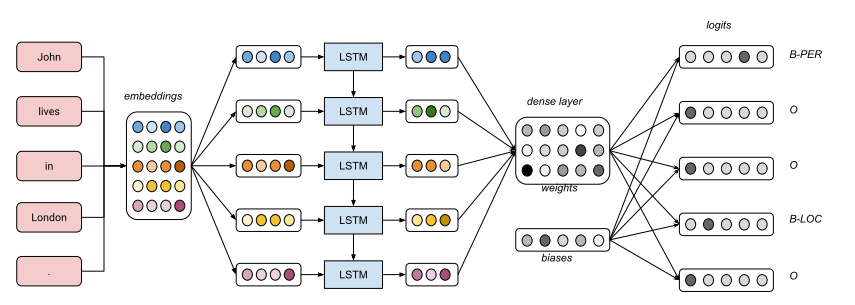 John
lives
in
London
.
embeddings
LSTM
LSTM
LSTM
LSTM
LSTM
dense layer
weights
biases
logits
B-PER
O
O
B-LOC
O